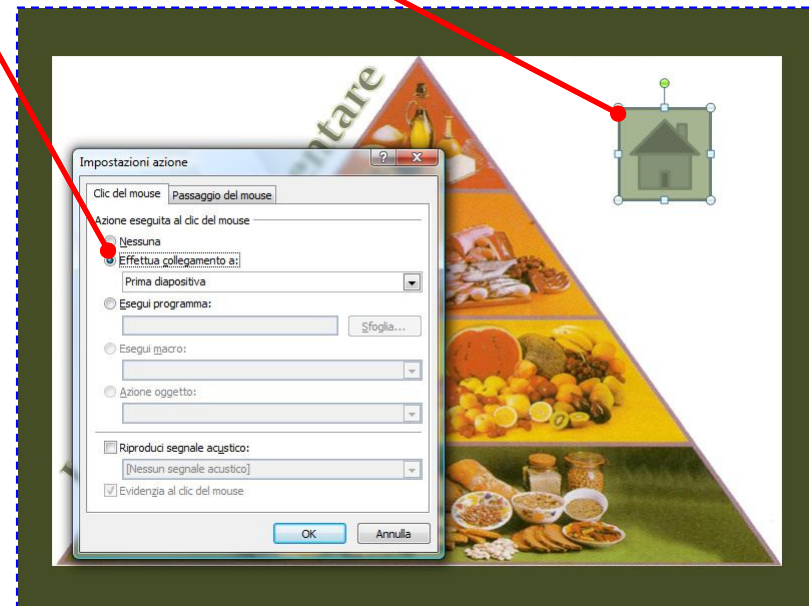 entare
Impostazioni azione
Clic del mouse Passaggio del mouse
Azione eseguita al clic del mouse
Nessuna
Effettua collegamento a:
Prima diapositiva
Esegui programma:
Sfoglia...
Esegui macro:
Azione oggetto:
Riproduci segnale acustico:
[Nessun segnale acustico]
Evidenzia al clic del mouse
OK Annulla